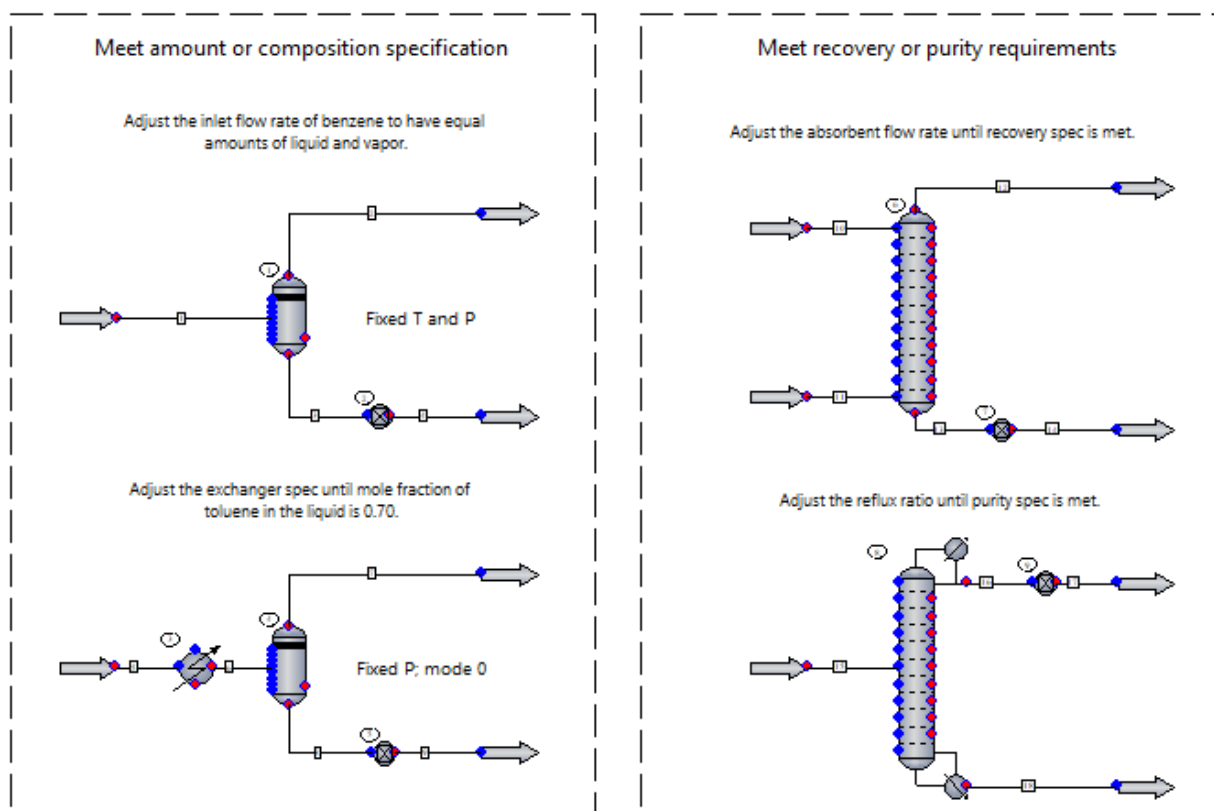 Meet amount or composition specification
Adjust the inlet flow rate of benzene to have equal
amounts of liquid and vapor.
Fixed T and P
Adjust the exchanger spec until mole fraction of
toluene in the liquid is 0.70.
Fixed P; mode 0
Meet recovery or purity requirements
Adjust the absorbent flow rate until recovery spec is met.
Adjust the reflux ratio until purity spec is met.